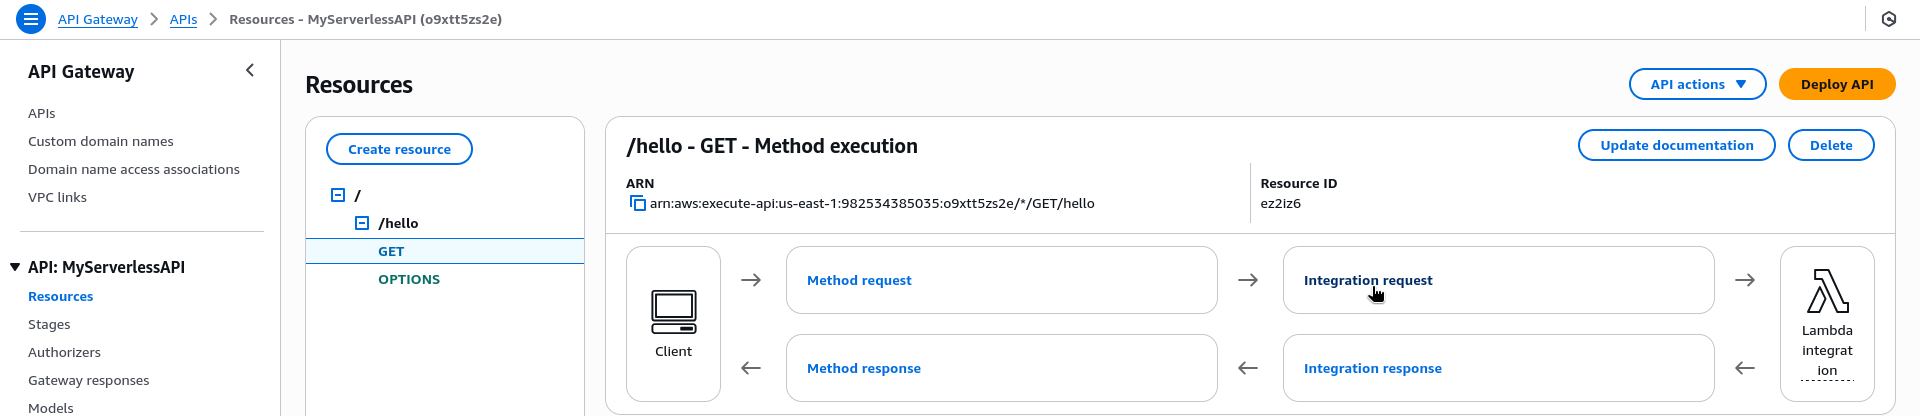 API Gateway > APIs > Resources - MyServerlessAPI (o9xtt5zs2e)
API Gateway
APIs
Custom domain names
Domain name access associations
VPC links
API: MyServerlessAPI
Resources
Stages
Authorizers
Gateway responses
Models
Resources
API actions
Deploy API
Create resource
/
/hello
GET
OPTIONS
/hello - GET - Method execution
Update documentation
Delete
ARN
arn:aws:execute-api:us-east-1:982534385035:o9xtt5zs2e/*/GET/hello
Resource ID
ez2iz6
Client
Method request
Integration request
Method response
Integration response
Lambda
integrat
ion